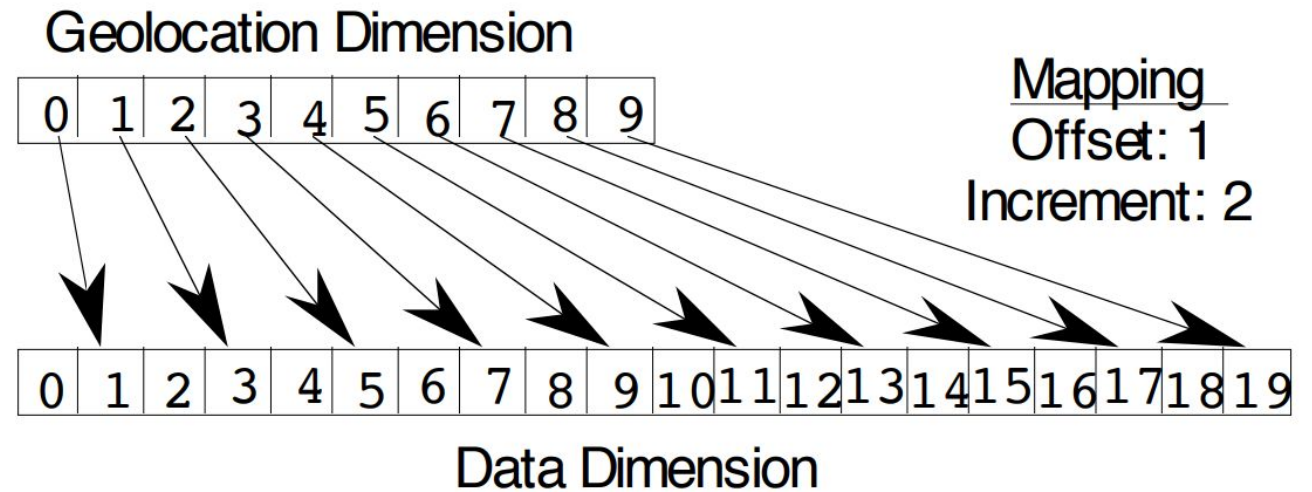 Geolocation Dimension
Mapping
0 1 2 3 4 5 6 7 8 9
Offset: 1
Increment: 2
0 1 2 3 4 5 6 7 8 9 10 11 12 13 14 15 16 17 18 19
Data Dimension